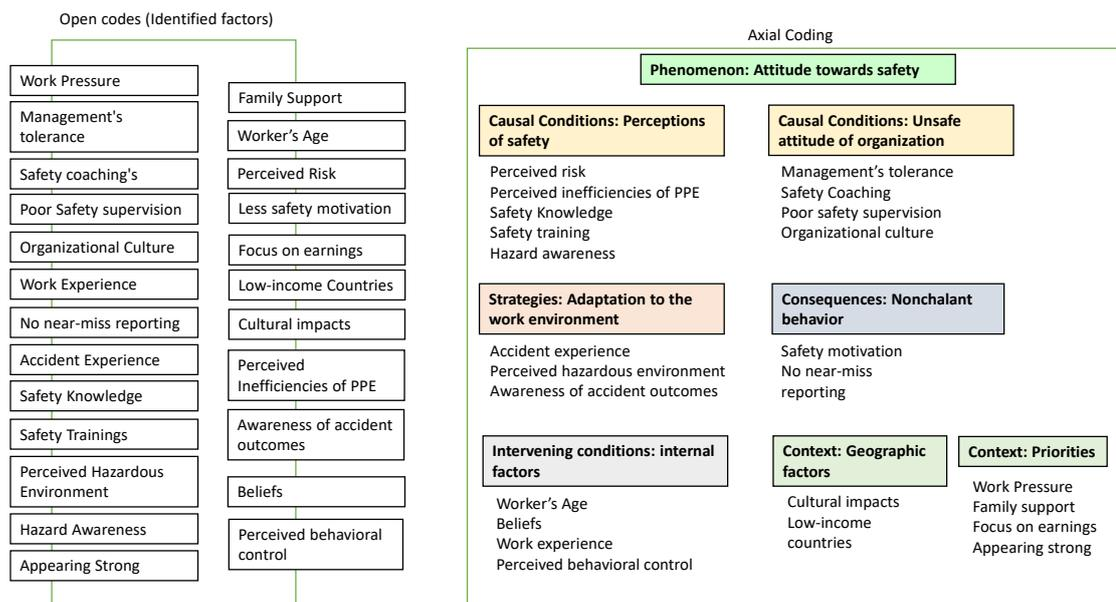 Open codes (Identified factors)
Work Pressure
Management's
tolerance
Safety coaching's
Poor Safety supervision
Organizational Culture
Work Experience
No near-miss reporting
Accident Experience
Safety Knowledge
Safety Trainings
Perceived Hazardous
Environment
Hazard Awareness
Appearing Strong
Family Support
Worker's Age
Perceived Risk
Less safety motivation
Focus on earnings
Low-income Countries
Cultural impacts
Perceived
Inefficiencies of PPE
Awareness of accident
outcomes
Beliefs
Perceived behavioral
control
Axial Coding
Phenomenon: Attitude towards safety
Causal Conditions: Perceptions
of safety
Perceived risk
Perceived inefficiencies of PPE
Safety Knowledge
Safety training
Hazard awareness
Causal Conditions: Unsafe
attitude of organization
Management's tolerance
Safety Coaching
Poor safety supervision
Organizational culture
Strategies: Adaptation to the
work environment
Accident experience
Perceived hazardous environment
Awareness of accident outcomes
Consequences: Nonchalant
behavior
Safety motivation
No near-miss
reporting
Intervening conditions: internal
factors
Worker's Age
Beliefs
Work experience
Perceived behavioral control
Context: Geographic
factors
Cultural impacts
Low-income
countries
Context: Priorities
Work Pressure
Family support
Focus on earnings
Appearing strong